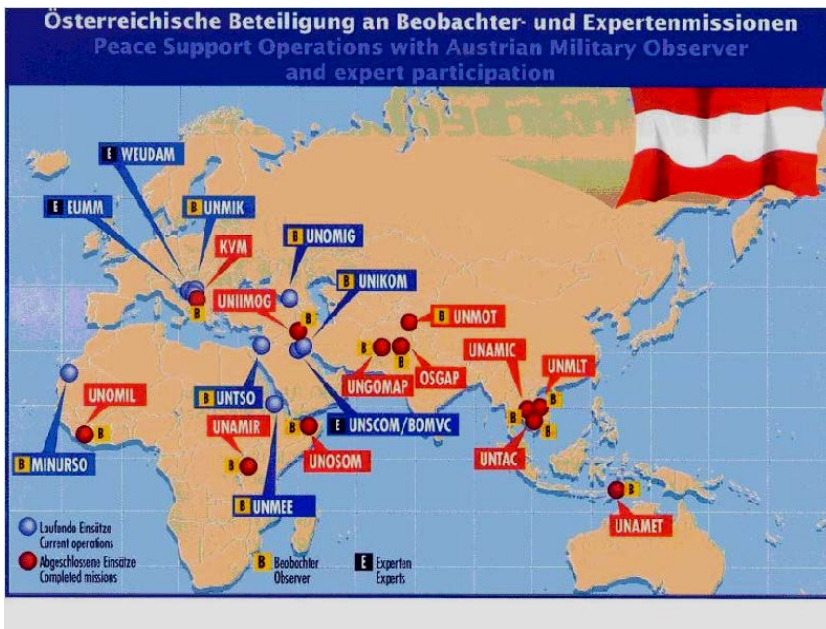 Österreichische Beteiligung an Beobachter- und Expertenmissionen
Peace Support Operations with Austrian Military Observer
and expert participation
E WEUDAM
E EUMM
B UNMIK
KVM
B
B UNOMIG
UNIIMOG
B
B UNIKOM
B UNMOT
UNGOMAP
B
OSGAP
B
UNAMIC
B
UNMLT
B
UNTAC
B
B UNTSO
E UNSCOM/BOMVC
UNOMIL
B
B MINURSO
UNAMIR
B
UNOSOM
B
B UNMEE
UNAMET
B
Laufende Einsätze
Current operations
Abgeschlossene Einsätze
Completed missions
B Beobachter
Observer
E Experten
Experts